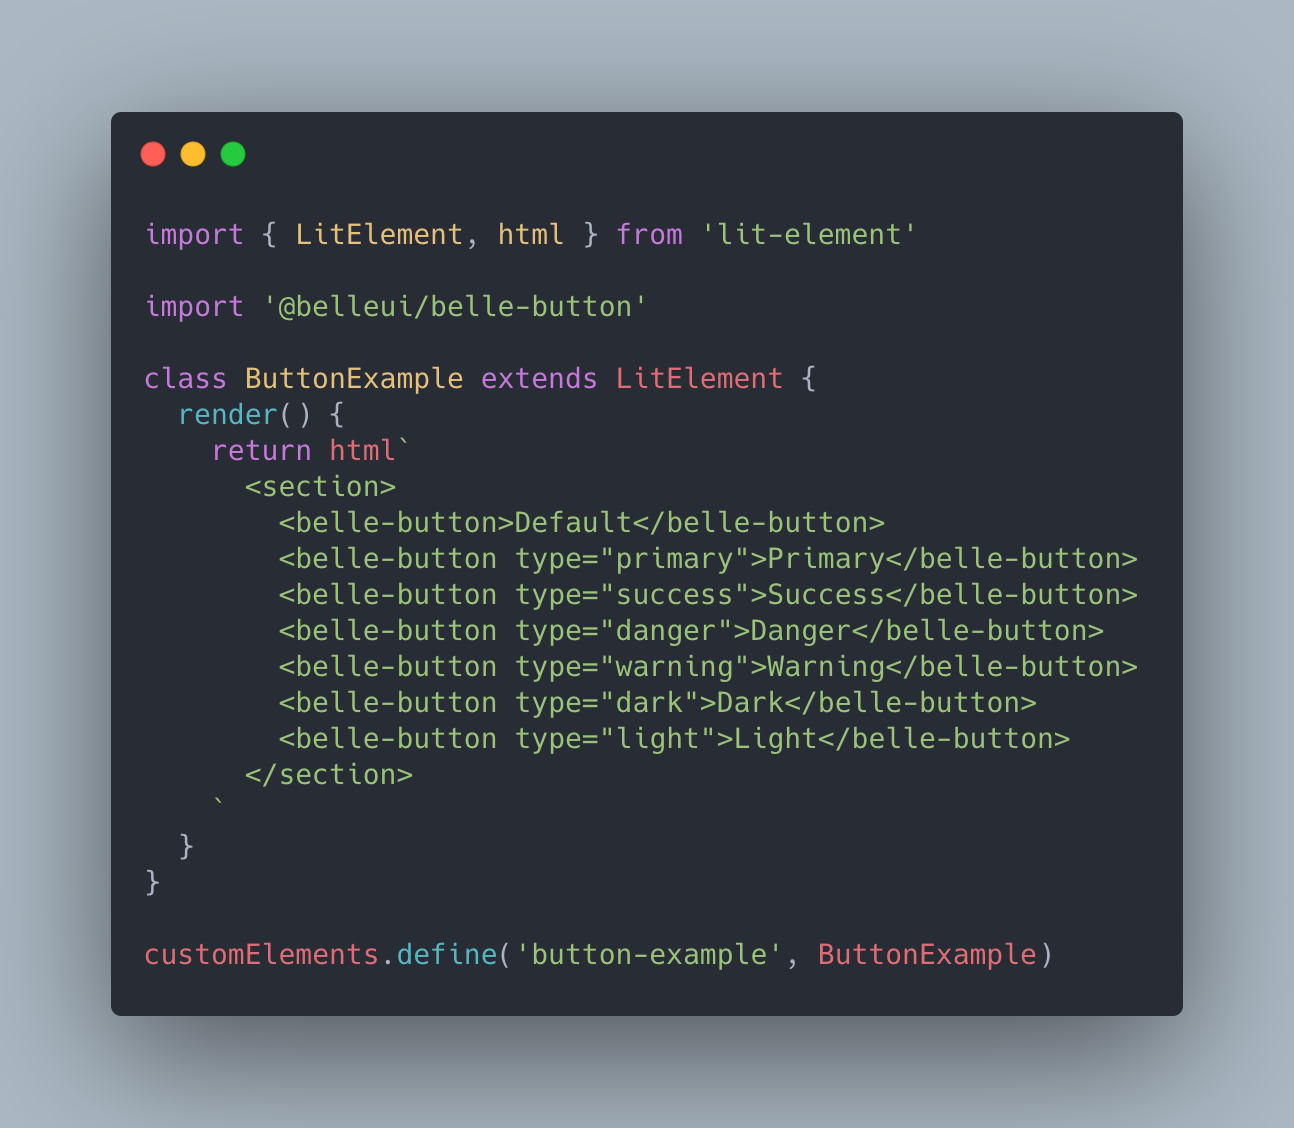 import { LitElement, html } from 'lit-element'

import '@belleui/belle-button'

class ButtonExample extends LitElement {
  render() {
    return html`
      <section>
        <belle-button>Default</belle-button>
        <belle-button type="primary">Primary</belle-button>
        <belle-button type="success">Success</belle-button>
        <belle-button type="danger">Danger</belle-button>
        <belle-button type="warning">Warning</belle-button>
        <belle-button type="dark">Dark</belle-button>
        <belle-button type="light">Light</belle-button>
      </section>
    `
  }
}

customElements.define('button-example', ButtonExample)